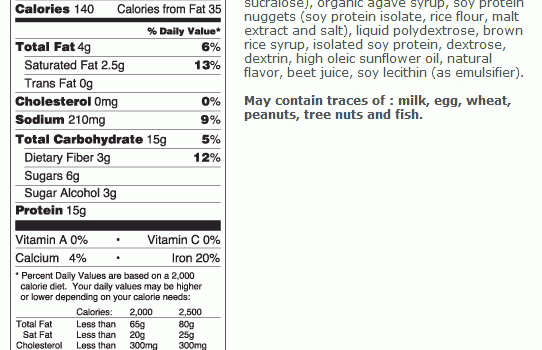 Calories 140 Calories from Fat 35
% Daily Value*
Total Fat 4g 6%
Saturated Fat 2.5g 13%
Trans Fat 0g
Cholesterol 0mg 0%
Sodium 210mg 9%
Total Carbohydrate 15g 5%
Dietary Fiber 3g 12%
Sugars 6g
Sugar Alcohol 3g
Protein 15g
Vitamin A 0% • Vitamin C 0%
Calcium 4% • Iron 20%
* Percent Daily Values are based on a 2,000
calorie diet. Your daily values may be higher
or lower depending on your calorie needs:
Calories: 2,000 2,500
Total Fat Less than 65g 80g
Sat Fat Less than 20g 25g
Cholesterol Less than 300mg 300mg
sucralose), organic agave syrup, soy protein
nuggets (soy protein isolate, rice flour, malt
extract and salt), liquid polydextrose, brown
rice syrup, isolated soy protein, dextrose,
dextrin, high oleic sunflower oil, natural
flavor, beet juice, soy lecithin (as emulsifier).
May contain traces of : milk, egg, wheat,
peanuts, tree nuts and fish.